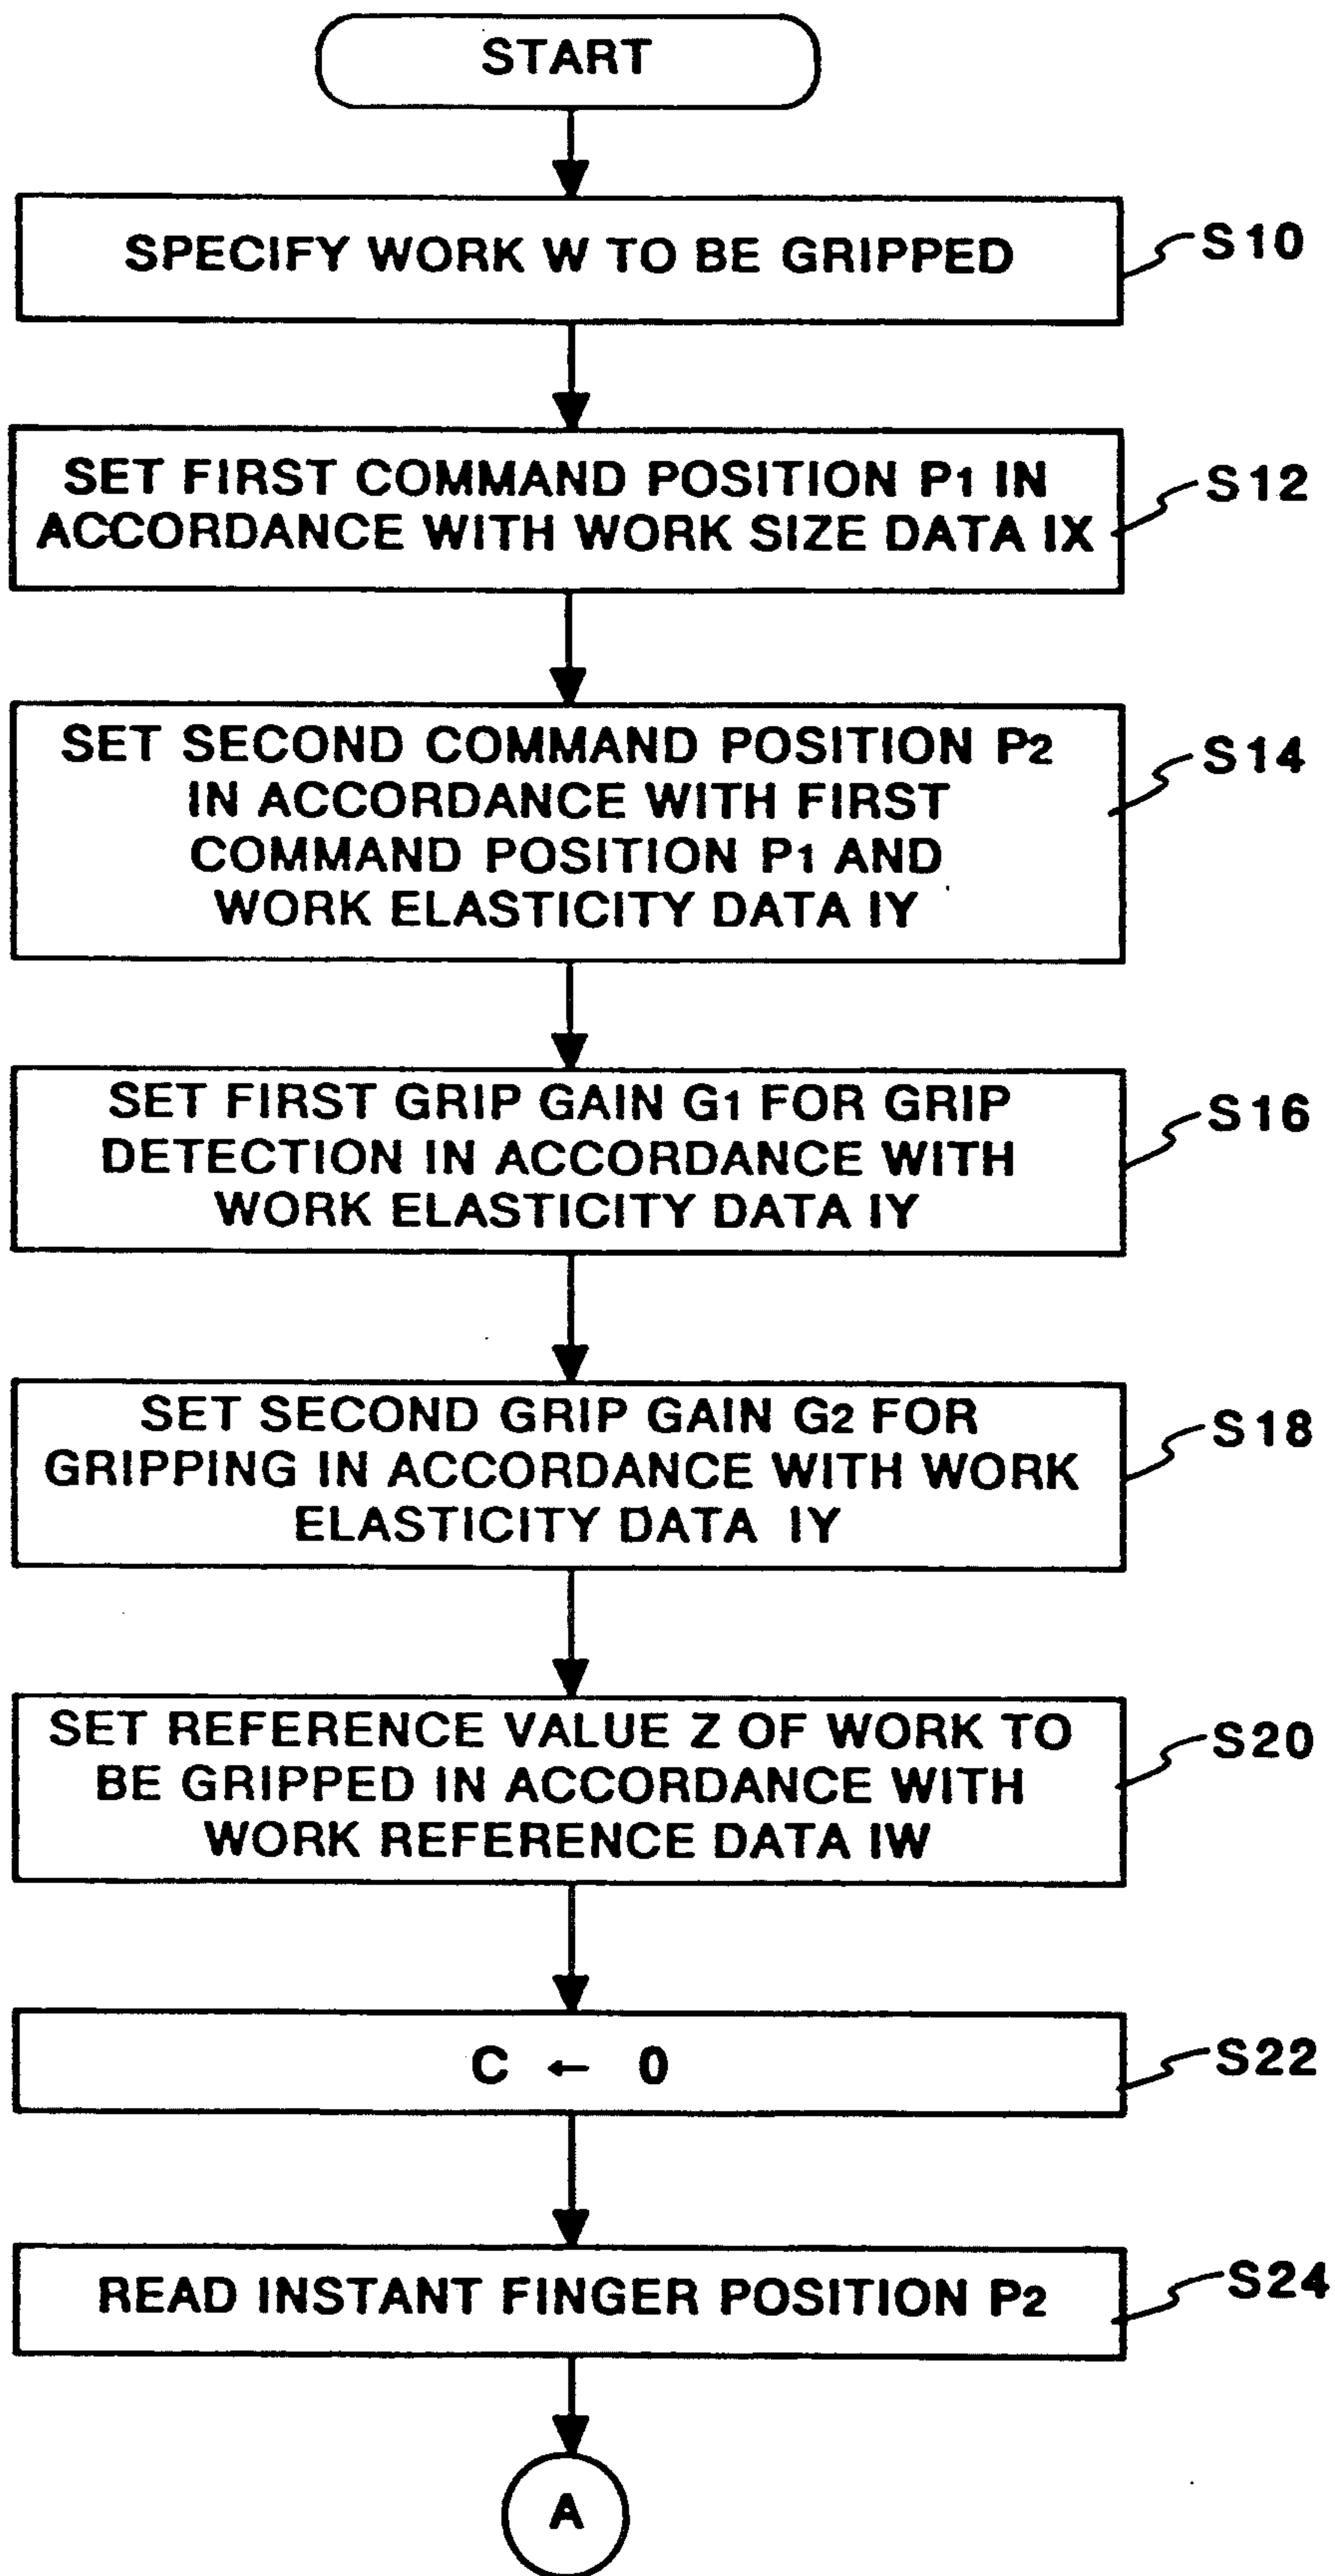 START
SPECIFY WORK W TO BE GRIPPED
S10
SET FIRST COMMAND POSITION P1 IN
ACCORDANCE WITH WORK SIZE DATA IX
S12
SET SECOND COMMAND POSITION P2
IN ACCORDANCE WITH FIRST
COMMAND POSITION P1 AND
WORK ELASTICITY DATA IY
S14
SET FIRST GRIP GAIN G1 FOR GRIP
DETECTION IN ACCORDANCE WITH
WORK ELASTICITY DATA IY
S16
SET SECOND GRIP GAIN G2 FOR
GRIPPING IN ACCORDANCE WITH WORK
ELASTICITY DATA IY
S18
SET REFERENCE VALUE Z OF WORK TO
BE GRIPPED IN ACCORDANCE WITH
WORK REFERENCE DATA IW
S20
C ← 0
S22
READ INSTANT FINGER POSITION P2
S24
A